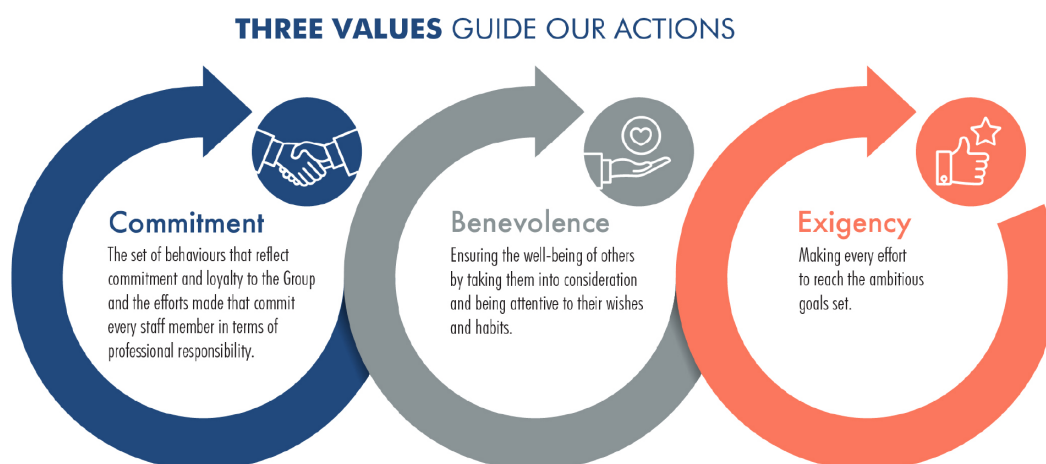 THREE VALUES GUIDE OUR ACTIONS
Commitment
The set of behaviours that reflect
commitment and loyalty to the Group
and the efforts made that commit
every staff member in terms of
professional responsibility.
Benevolence
Ensuring the well-being of others
by taking them into consideration
and being attentive to their wishes
and habits.
Exigency
Making every effort
to reach the ambitious
goals set.